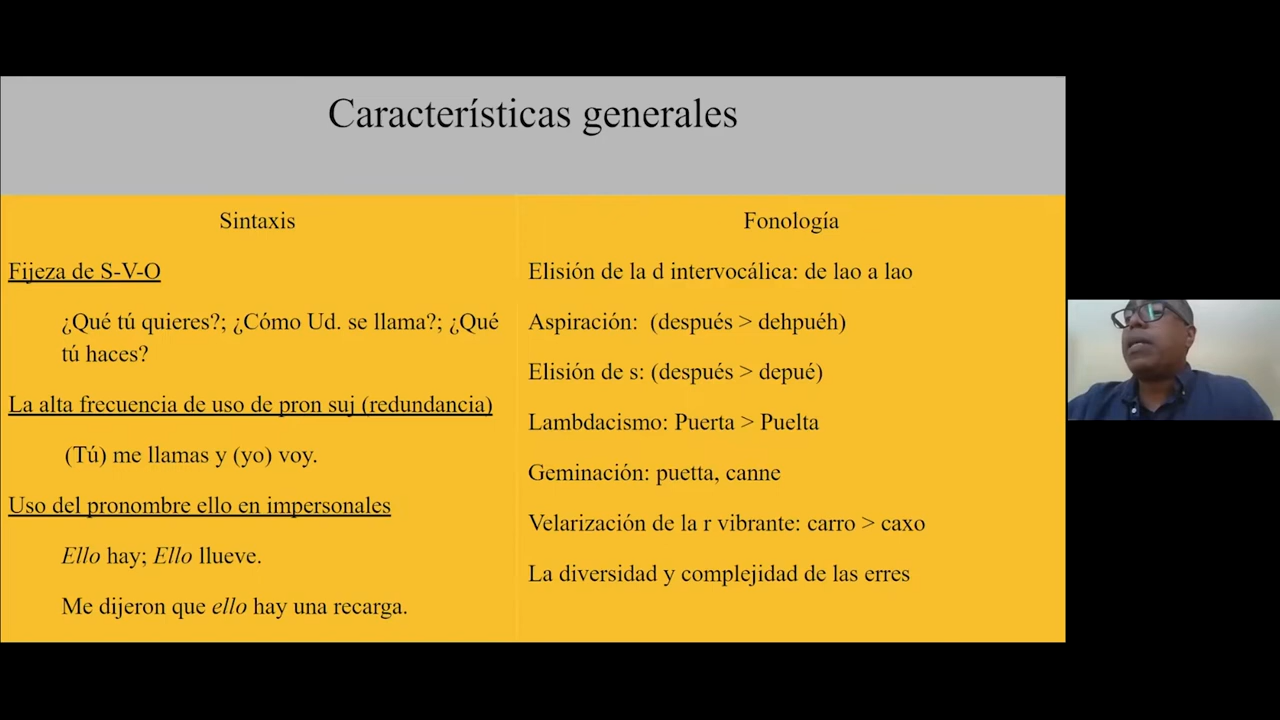 Características generales
Sintaxis
Fijeza de S-V-O
¿Qué tú quieres?; ¿Cómo Ud. se llama?; ¿Qué
tú haces?
La alta frecuencia de uso de pron suj (redundancia)
(Tú) me llamas y (yo) voy.
Uso del pronombre ello en impersonales
Ello hay; Ello llueve.
Me dijeron que ello hay una recarga.
Fonología
Elisión de la d intervocálica: de lao a lao
Aspiración:  (después > dehpuéh)
Elisión de s: (después > depué)
Lambdacismo: Puerta > Puelta
Geminación: puetta, canne
Velarización de la r vibrante: carro > caxo
La diversidad y complejidad de las erres